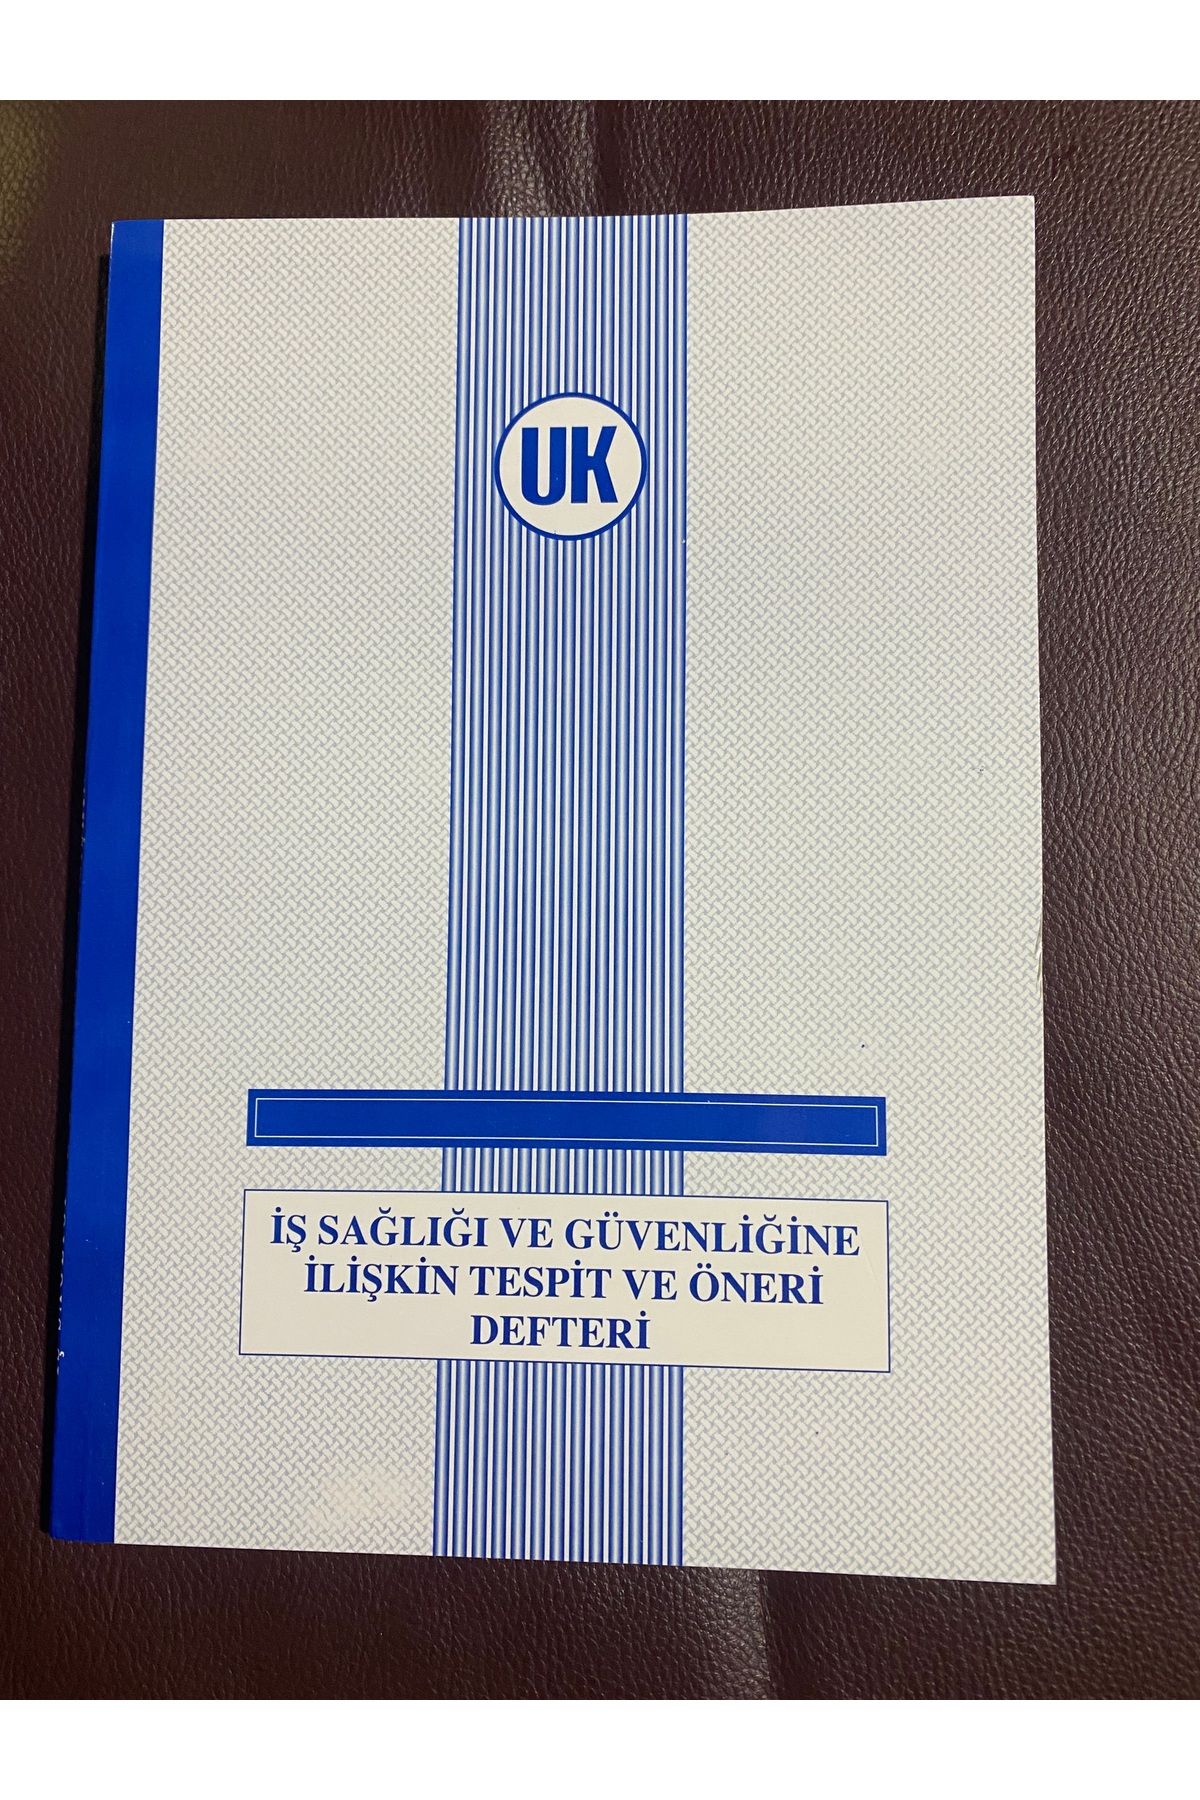 UK
İŞ SAĞLIĞI VE GÜVENLİĞİNE
İLİŞKİN TESPİT VE ÖNERİ
DEFTERİ